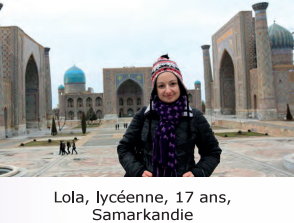 Lola, lycéenne, 17 ans,
Samarkandie